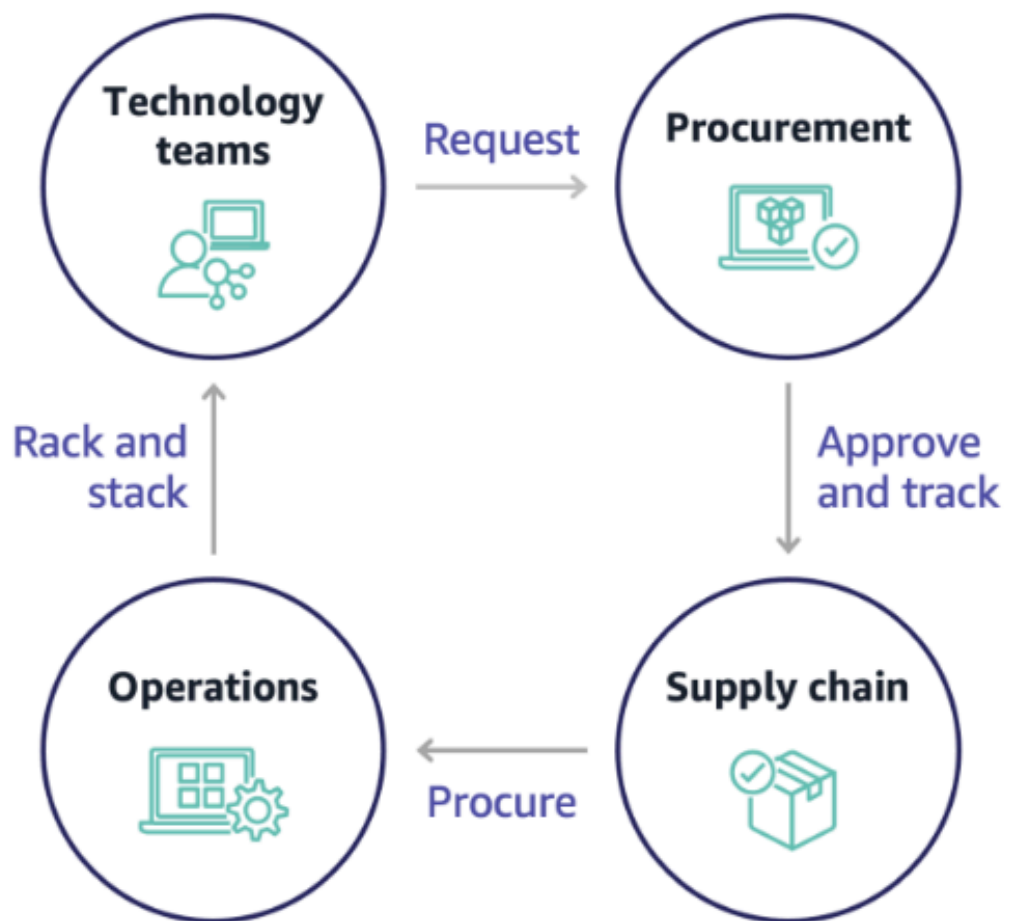 Technology
teams
Request
Procurement
Approve
and track
Supply chain
Procure
Operations
Rack and
stack